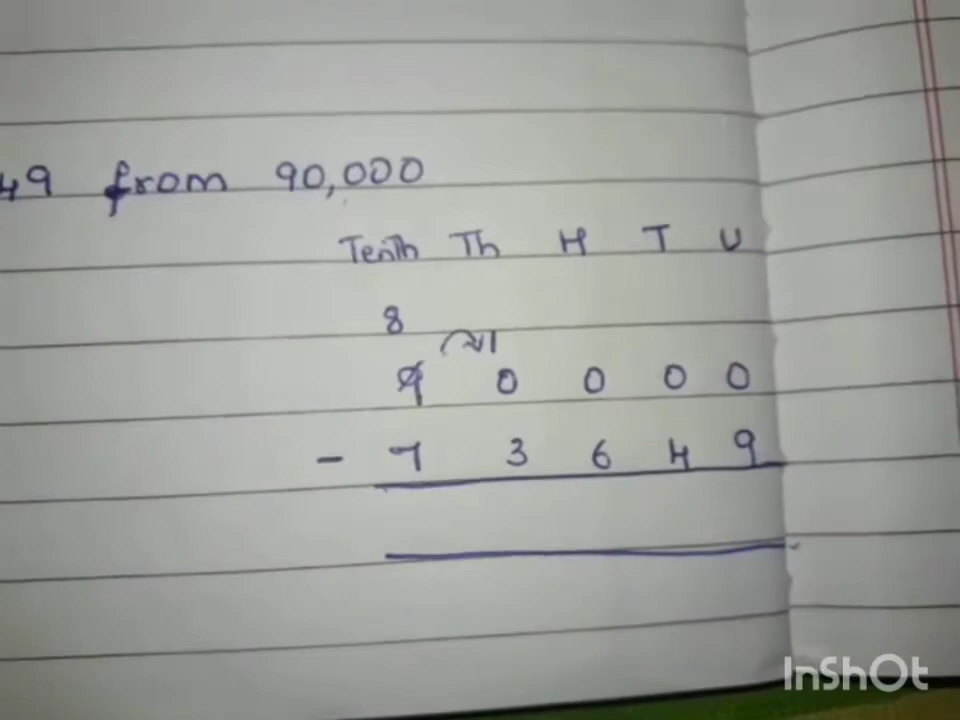 49 from 90,000
Tenth Th H T U
8
9 0 0 0 0
- 7 3 6 4 9
InShOt